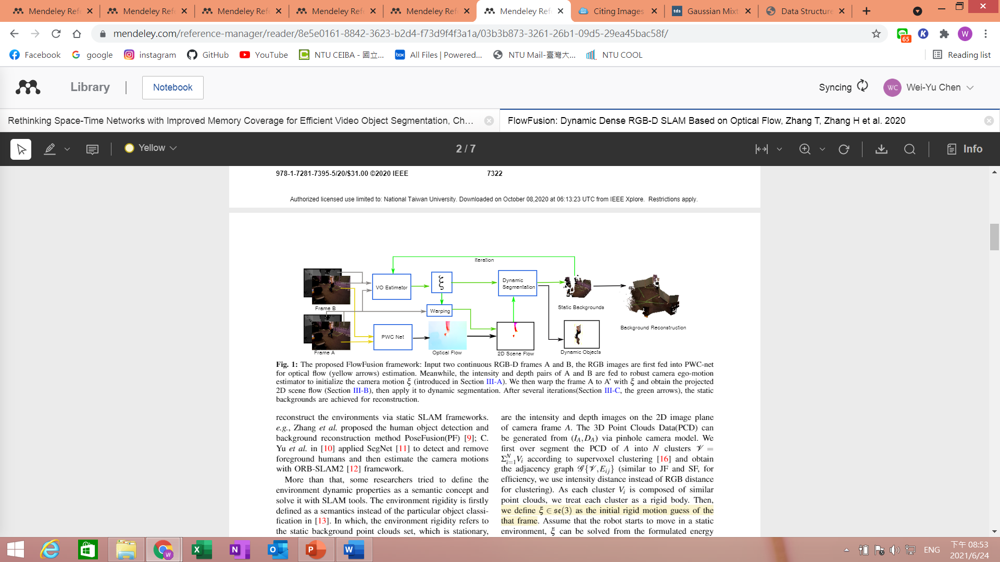 Mendeley Refe
Mendeley Refe
Mendeley Refe
Mendeley Refe
Mendeley Refe
Mendeley Refe
Citing Images
tds
Gaussian Mixt
Data Structure
mendeley.com/reference-manager/reader/8e5e0161-8842-3623-b2d4-f73d9f4f3a1a/03b3b873-3261-26b1-09d5-29ea45bac58f/
65
K
W
Facebook
google
instagram
GitHub
YouTube
NTU CEIBA - 國立...
box
All Files | Powered...
NTU Mail-臺灣大...
NTU COOL
Reading list
Library
Notebook
Syncing
WC
Wei-Yu Chen
Rethinking Space-Time Networks with Improved Memory Coverage for Efficient Video Object Segmentation, Ch...
FlowFusion: Dynamic Dense RGB-D SLAM Based on Optical Flow, Zhang T, Zhang H et al. 2020
Yellow
2 / 7
Info
978-1-7281-7395-5/20/$31.00 ©2020 IEEE
7322
Authorized licensed use limited to: National Taiwan University. Downloaded on October 08,2020 at 06:13:23 UTC from IEEE Xplore. Restrictions apply.
Iteration
VO Estimator
ξ
Dynamic
Segmentation
Frame B
Warping
Static Backgrounds
Background Reconstruction
PWC Net
Frame A
Optical Flow
2D Scene Flow
Dynamic Objects
Fig. 1: The proposed FlowFusion framework: Input two continuous RGB-D frames A and B, the RGB images are first fed into PWC-net
for optical flow (yellow arrows) estimation. Meanwhile, the intensity and depth pairs of A and B are fed to robust camera ego-motion
estimator to initialize the camera motion ξ (introduced in Section III-A). We then warp the frame A to A' with ξ and obtain the projected
2D scene flow (Section III-B), then apply it to dynamic segmentation. After several iterations(Section III-C, the green arrows), the static
backgrounds are achieved for reconstruction.
reconstruct the environments via static SLAM frameworks.
e.g., Zhang et al. proposed the human object detection and
background reconstruction method PoseFusion(PF) [9]; C.
Yu et al. in [10] applied SegNet [11] to detect and remove
foreground humans and then estimate the camera motions
with ORB-SLAM2 [12] framework.
More than that, some researchers tried to define the
environment dynamic properties as a semantic concept and
solve it with SLAM tools. The environment rigidity is firstly
defined as a semantics instead of the particular object classi-
fication in [13]. In which, the environment rigidity refers to
the static background point clouds set, which is stationary,
are the intensity and depth images on the 2D image plane
of camera frame A. The 3D Point Clouds Data(PCD) can
be generated from (I_A, D_A) via pinhole camera model. We
first over segment the PCD of A into N clusters 𝒱 =
Σ_{i=1}^N V_i according to supervoxel clustering [16] and obtain
the adjacency graph 𝒢{𝒱, E_ij} (similar to JF and SF, for
efficiency, we use intensity distance instead of RGB distance
for clustering). As each cluster V_i is composed of similar
point clouds, we treat each cluster as a rigid body. Then,
we define ξ ∈ 𝔰𝔢(3) as the initial rigid motion guess of the
that frame. Assume that the robot starts to move in a static
environment, ξ can be solved from the formulated energy
ENG
下午 08:53
2021/6/24